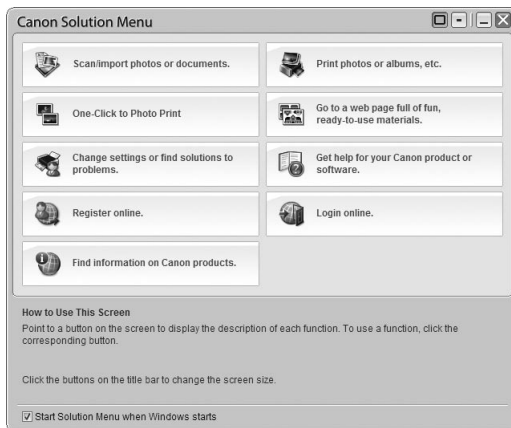 Canon Solution Menu
Scan/import photos or documents.
Print photos or albums, etc.
One-Click to Photo Print
Go to a web page full of fun,
ready-to-use materials.
Change settings or find solutions to
problems.
Get help for your Canon product or
software.
Register online.
Login online.
Find information on Canon products.
How to Use This Screen
Point to a button on the screen to display the description of each function. To use a function, click the
corresponding button.
Click the buttons on the title bar to change the screen size.
Start Solution Menu when Windows starts